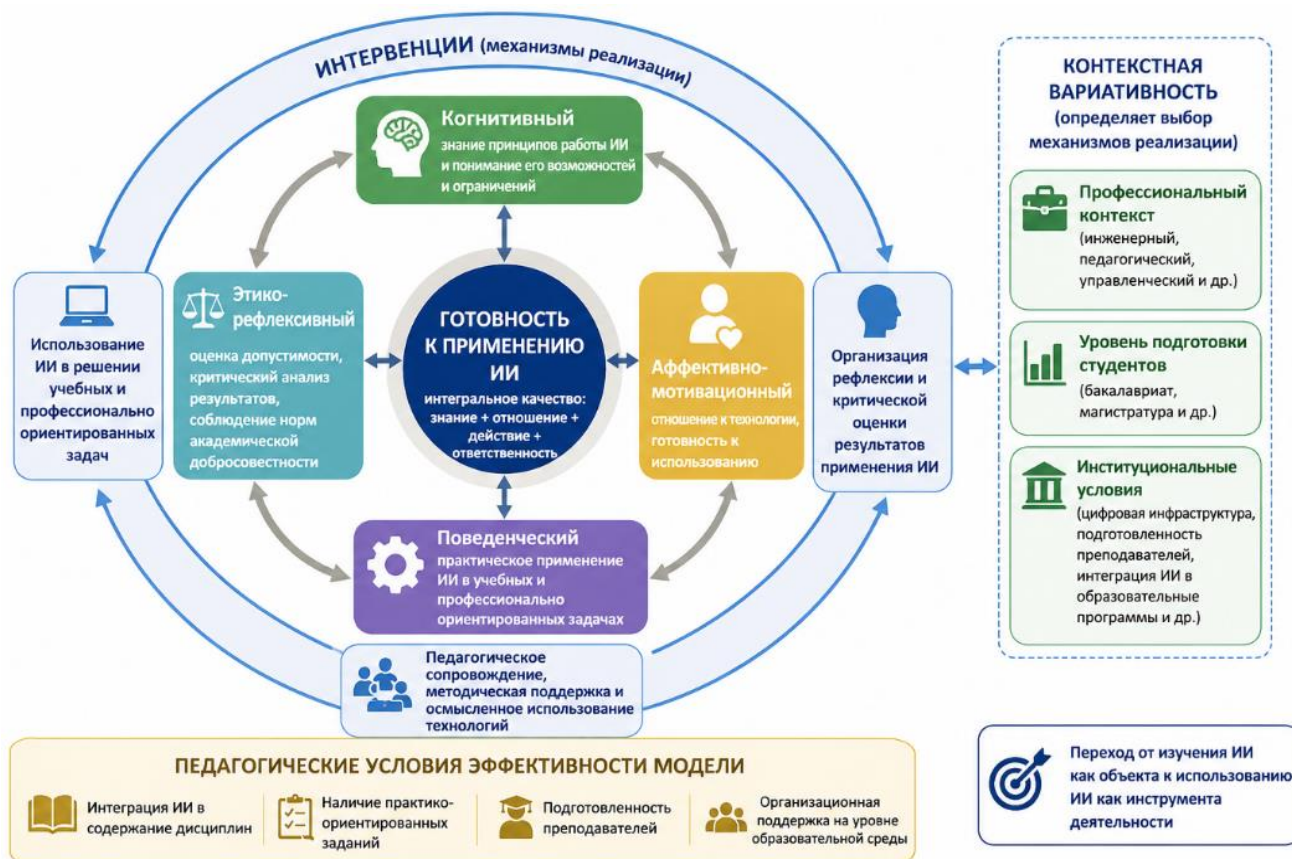 ИНТЕРВЕНЦИИ (механизмы реализации)
Когнитивный
знание принципов работы ИИ
и понимание его возможностей
и ограничений
Использование
ИИ в решении
учебных и
профессионально
ориентированных
задач
Этико-
рефлексивный
оценка допустимости,
критический анализ
результатов,
соблюдение норм
академической
добросовестности
ГОТОВНОСТЬ
К ПРИМЕНЕНИЮ
ИИ
интегральное качество:
знание + отношение +
действие +
ответственность
Аффективно-
мотивационный
отношение к технологии,
готовность к
использованию
Организация
рефлексии и
критической
оценки
результатов
применения ИИ
Поведенческий
практическое применение
ИИ в учебных и
профессионально
ориентированных задачах
Педагогическое
сопровождение,
методическая поддержка и
осмысленное использование
технологий
КОНТЕКСТНАЯ
ВАРИАТИВНОСТЬ
(определяет выбор
механизмов реализации)
Профессиональный
контекст
(инженерный,
педагогический,
управленческий и др.)
Уровень подготовки
студентов
(бакалавриат,
магистратура и др.)
Институциональные
условия
(цифровая инфраструктура,
подготовленность
преподавателей,
интеграция ИИ в
образовательные
программы и др.)
ПЕДАГОГИЧЕСКИЕ УСЛОВИЯ ЭФФЕКТИВНОСТИ МОДЕЛИ
Интеграция ИИ в
содержание дисциплин
Наличие практико-
ориентированных
заданий
Подготовленность
преподавателей
Организационная
поддержка на уровне
образовательной среды
Переход от изучения ИИ
как объекта к использованию
ИИ как инструмента
деятельности